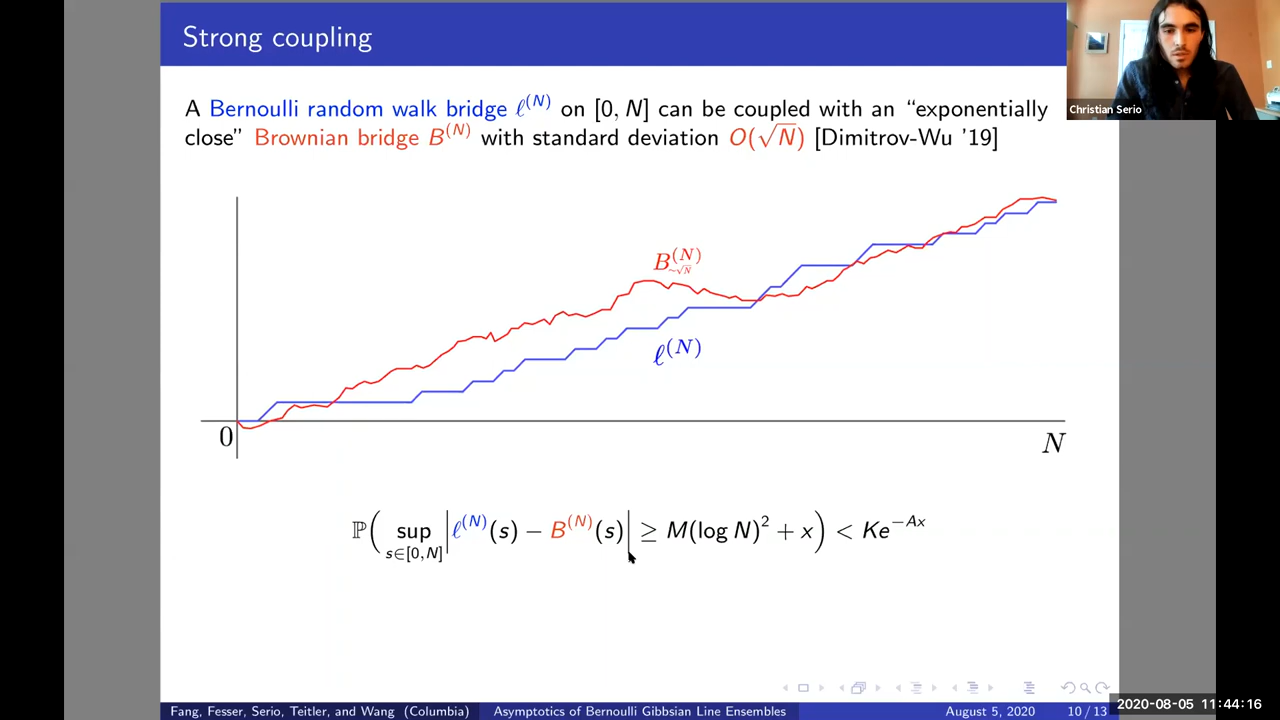 Strong coupling
Christian Serio
A Bernoulli random walk bridge ℓ^(N) on [0, N] can be coupled with an “exponentially
close” Brownian bridge B^(N) with standard deviation O(√N) [Dimitrov-Wu '19]
B^(N)_~√N
ℓ^(N)
0
N
ℙ( sup_{s∈[0,N]} |ℓ^(N)(s) − B^(N)(s)| ≥ M(log N)^2 + x ) < Ke^{−Ax}
Fang, Fesser, Serio, Teitler, and Wang (Columbia) Asymptotics of Bernoulli Gibbsian Line Ensembles August 5, 2020 10 / 13
2020-08-05 11:44:16